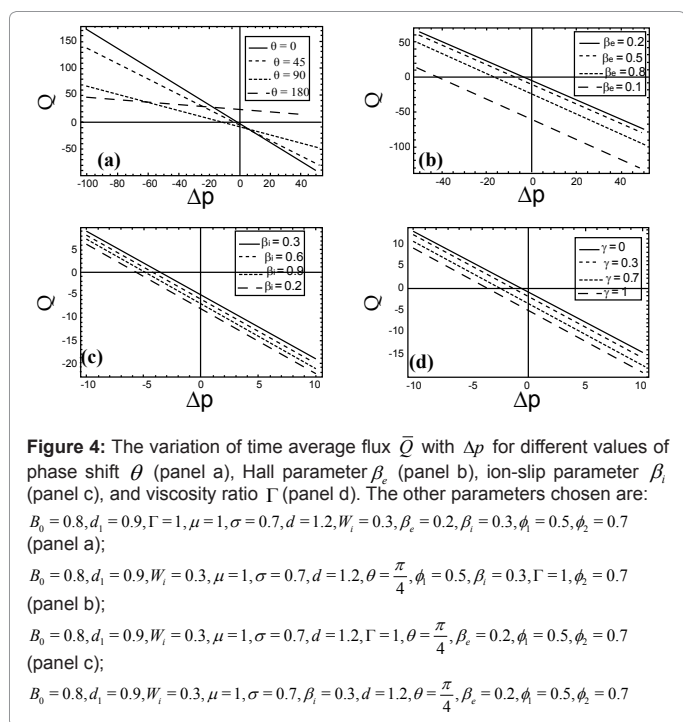 150
100
50
0
-50
Q
θ = 0
θ = 45
θ = 90
θ = 180
(a)
-100 -80 -60 -40 -20 0 20 40
Δp
50
0
-50
-100
Q
βe = 0.2
βe = 0.5
βe = 0.8
βe = 0.1
(b)
-40 -20 0 20 40
Δp
5
0
-5
-10
-15
-20
Q
βi = 0.3
βi = 0.6
βi = 0.9
βi = 0.2
(c)
-10 -5 0 5 10
Δp
10
5
0
-5
-10
-15
Q
γ = 0
γ = 0.3
γ = 0.7
γ = 1
(d)
-10 -5 0 5 10
Δp
Figure 4: The variation of time average flux Q̅ with Δp for different values of
phase shift θ (panel a), Hall parameter βe (panel b), ion-slip parameter βi
(panel c), and viscosity ratio Γ (panel d). The other parameters chosen are:
B₀ = 0.8, d₁ = 0.9, Γ = 1, μ = 1, σ = 0.7, d = 1.2, Wᵢ = 0.3, βe = 0.2, βi = 0.3, ϕ₁ = 0.5, ϕ₂ = 0.7
(panel a);
B₀ = 0.8, d₁ = 0.9, Wᵢ = 0.3, μ = 1, σ = 0.7, d = 1.2, θ = π/4, ϕ₁ = 0.5, βi = 0.3, Γ = 1, ϕ₂ = 0.7
(panel b);
B₀ = 0.8, d₁ = 0.9, Wᵢ = 0.3, μ = 1, σ = 0.7, d = 1.2, Γ = 1, θ = π/4, βe = 0.2, ϕ₁ = 0.5, ϕ₂ = 0.7
(panel c);
B₀ = 0.8, d₁ = 0.9, Wᵢ = 0.3, μ = 1, σ = 0.7, βi = 0.3, d = 1.2, θ = π/4, βe = 0.2, ϕ₁ = 0.5, ϕ₂ = 0.7